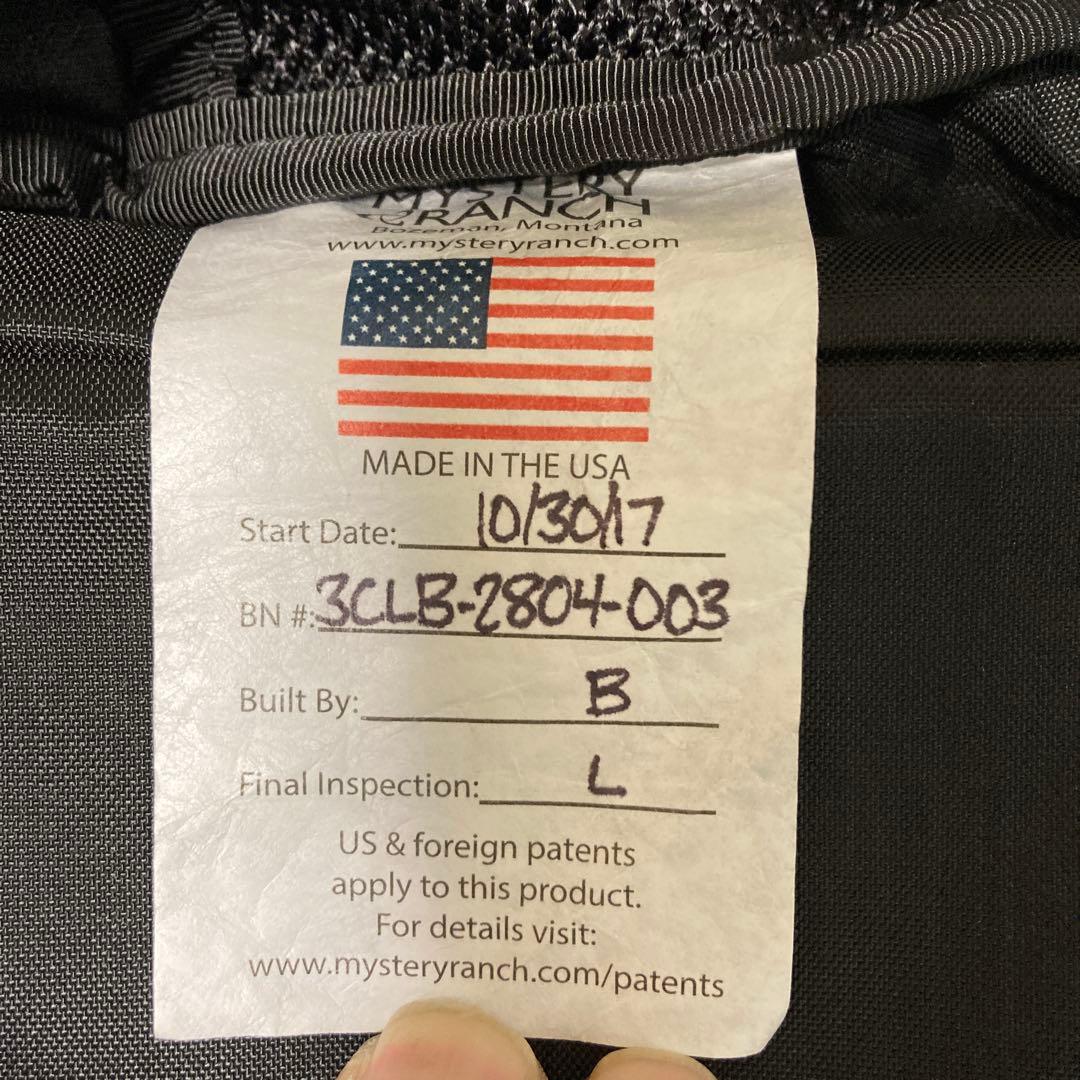 MYSTERY
RANCH
Bozeman, Montana
www.mysteryranch.com
MADE IN THE USA
Start Date: 10/30/17
BN #: 3CLB-2804-003
Built By: B
Final Inspection: L
US & foreign patents
apply to this product.
For details visit:
www.mysteryranch.com/patents